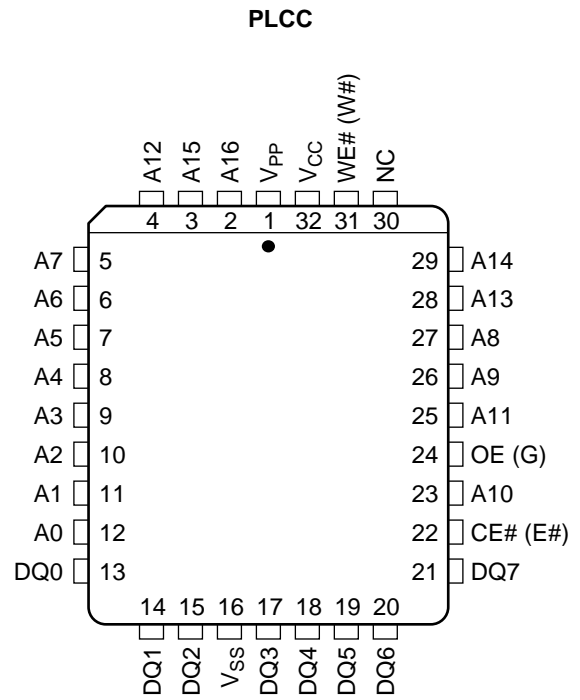 PLCC
A12 A15 A16 VPP VCC WE# (W#) NC
4 3 2 1 32 31 30
A7 5 29 A14
A6 6 28 A13
A5 7 27 A8
A4 8 26 A9
A3 9 25 A11
A2 10 24 OE (G)
A1 11 23 A10
A0 12 22 CE# (E#)
DQ0 13 21 DQ7
14 15 16 17 18 19 20
DQ1 DQ2 VSS DQ3 DQ4 DQ5 DQ6